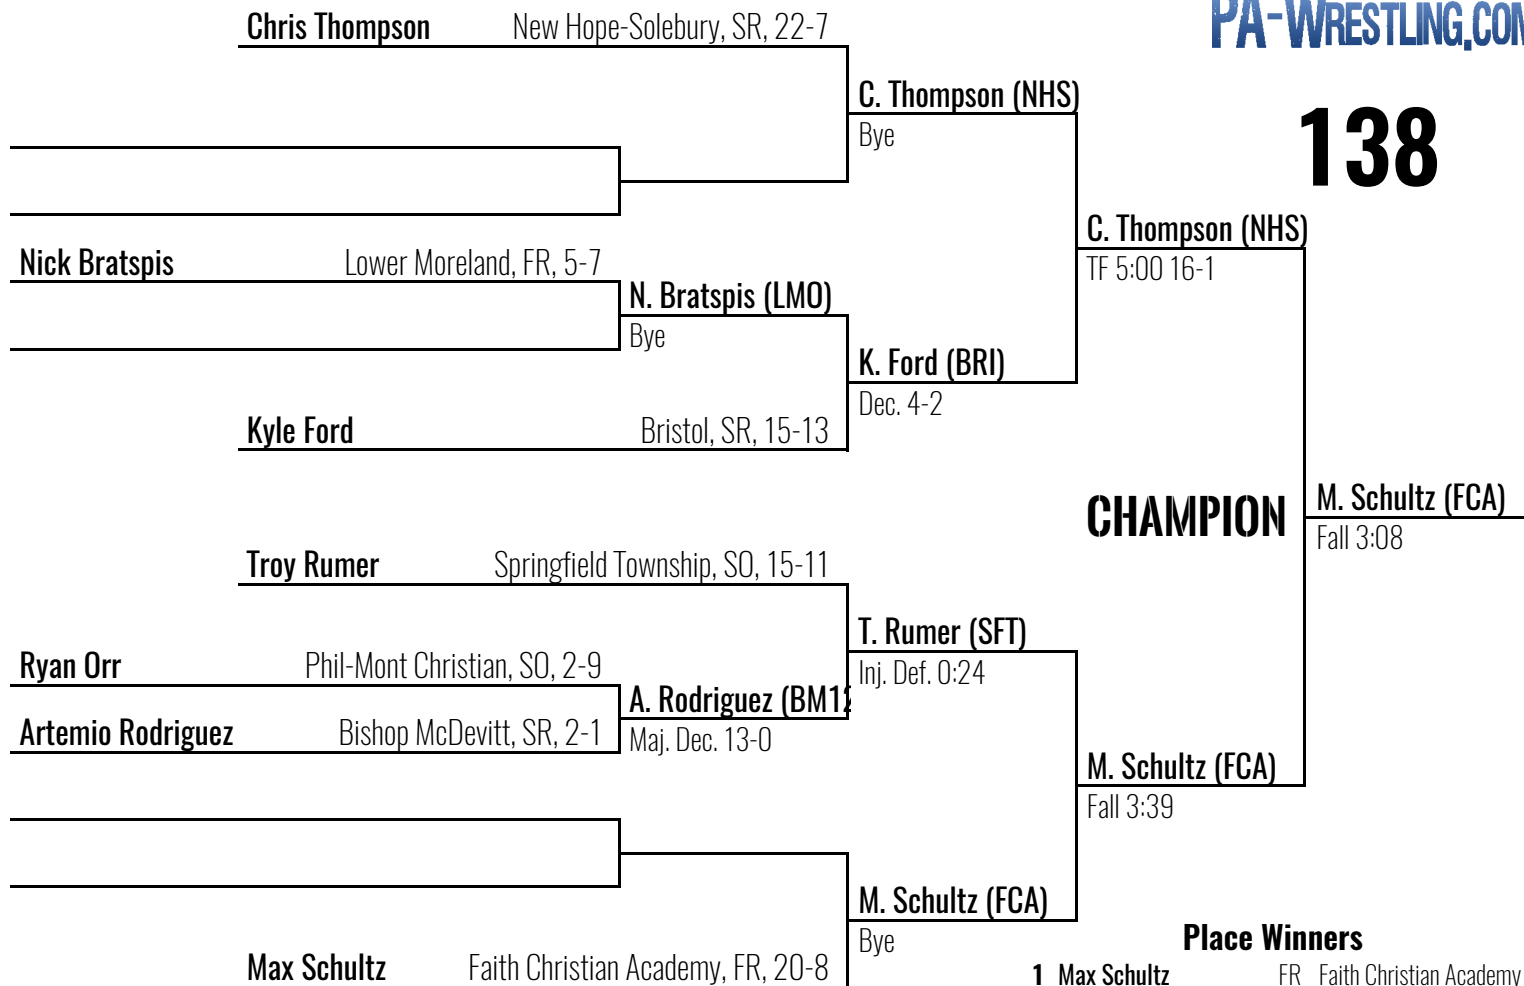 Chris Thompson New Hope-Solebury, SR, 22-7
PA-WRESTLING.COM
C. Thompson (NHS)
Bye
138
C. Thompson (NHS)
TF 5:00 16-1
Nick Bratspis Lower Moreland, FR, 5-7
N. Bratspis (LMO)
Bye
K. Ford (BRI)
Dec. 4-2
Kyle Ford Bristol, SR, 15-13
CHAMPION
M. Schultz (FCA)
Fall 3:08
Troy Rumer Springfield Township, SO, 15-11
T. Rumer (SFT)
Inj. Def. 0:24
Ryan Orr Phil-Mont Christian, SO, 2-9
A. Rodriguez (BM12
Maj. Dec. 13-0
Artemio Rodriguez Bishop McDevitt, SR, 2-1
M. Schultz (FCA)
Fall 3:39
M. Schultz (FCA)
Bye
Max Schultz Faith Christian Academy, FR, 20-8
Place Winners
1 Max Schultz FR Faith Christian Academy